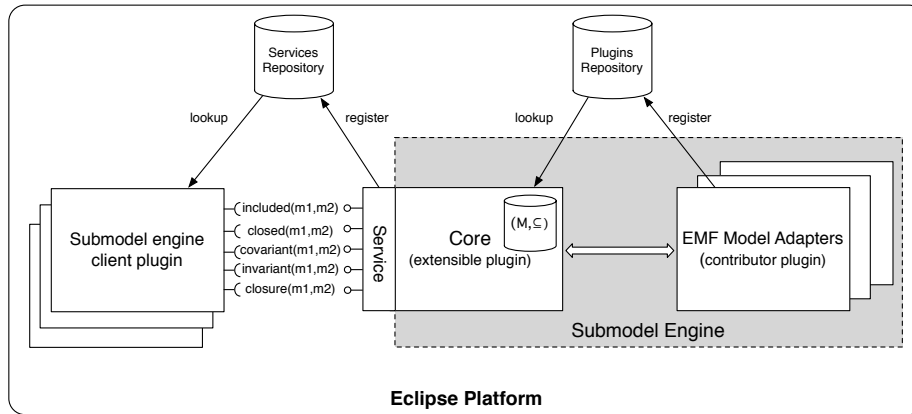 Services
Repository
Plugins
Repository
lookup
register
lookup
register
included(m1,m2)
closed(m1,m2)
covariant(m1,m2)
invariant(m1,m2)
closure(m1,m2)
Submodel engine
client plugin
Service
Core
(extensible plugin)
(M,⊆)
EMF Model Adapters
(contributor plugin)
Submodel Engine
Eclipse Platform